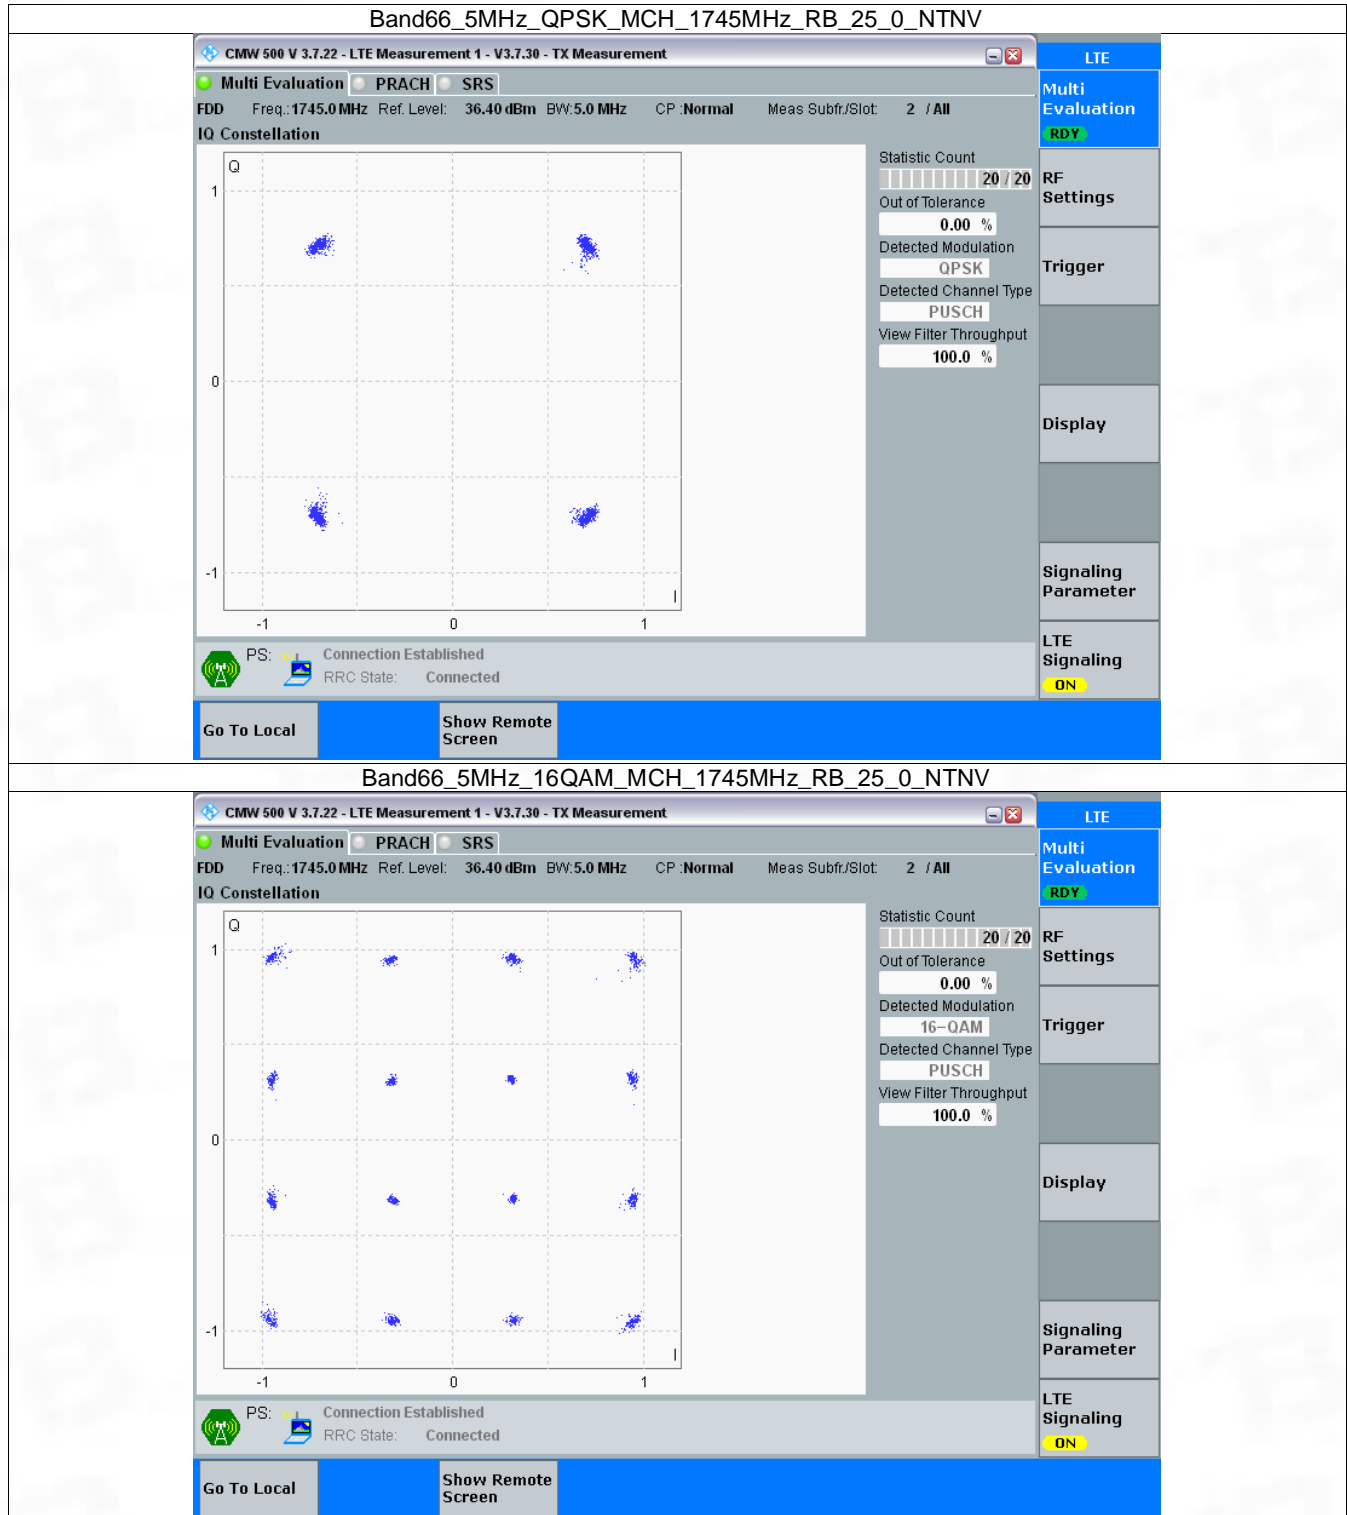 Band66_5MHz_QPSK_MCH_1745MHz_RB_25_0_NTNV
CMW 500 V 3.7.22 - LTE Measurement 1 - V3.7.30 - TX Measurement
LTE
Multi Evaluation PRACH SRS
Multi
Evaluation
RDY
FDD Freq.:1745.0 MHz Ref. Level: 36.40 dBm BW:5.0 MHz CP :Normal Meas Subfr./Slot: 2 / All
IQ Constellation
Q
1
0
-1
I
-1 0 1
Statistic Count
20 / 20
Out of Tolerance
0.00 %
Detected Modulation
QPSK
Detected Channel Type
PUSCH
View Filter Throughput
100.0 %
RF
Settings
Trigger
Display
Signaling
Parameter
LTE
Signaling
ON
PS: Connection Established
RRC State: Connected
Go To Local
Show Remote
Screen
Band66_5MHz_16QAM_MCH_1745MHz_RB_25_0_NTNV
CMW 500 V 3.7.22 - LTE Measurement 1 - V3.7.30 - TX Measurement
LTE
Multi Evaluation PRACH SRS
Multi
Evaluation
RDY
FDD Freq.:1745.0 MHz Ref. Level: 36.40 dBm BW:5.0 MHz CP :Normal Meas Subfr./Slot: 2 / All
IQ Constellation
Q
1
0
-1
I
-1 0 1
Statistic Count
20 / 20
Out of Tolerance
0.00 %
Detected Modulation
16-QAM
Detected Channel Type
PUSCH
View Filter Throughput
100.0 %
RF
Settings
Trigger
Display
Signaling
Parameter
LTE
Signaling
ON
PS: Connection Established
RRC State: Connected
Go To Local
Show Remote
Screen